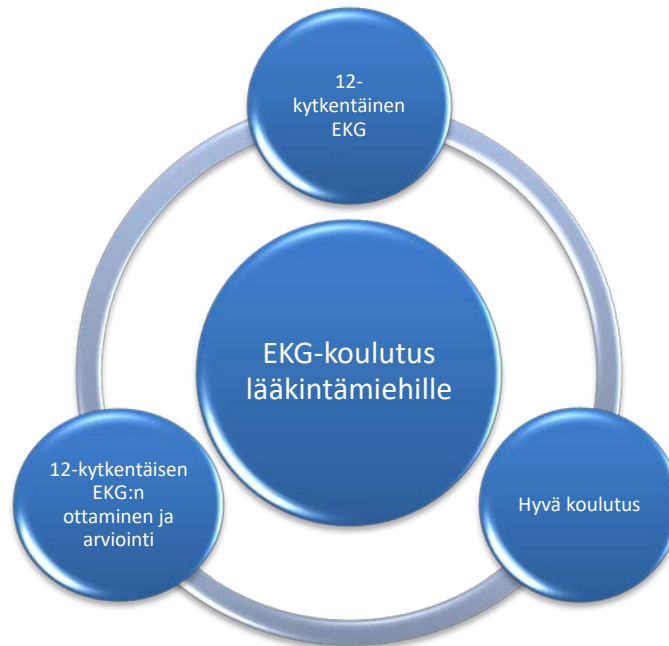 12-
kytkentäinen
EKG
EKG-koulutus
lääkintämiehille
12-kytkentäisen
EKG:n
ottaminen ja
arviointi
Hyvä koulutus